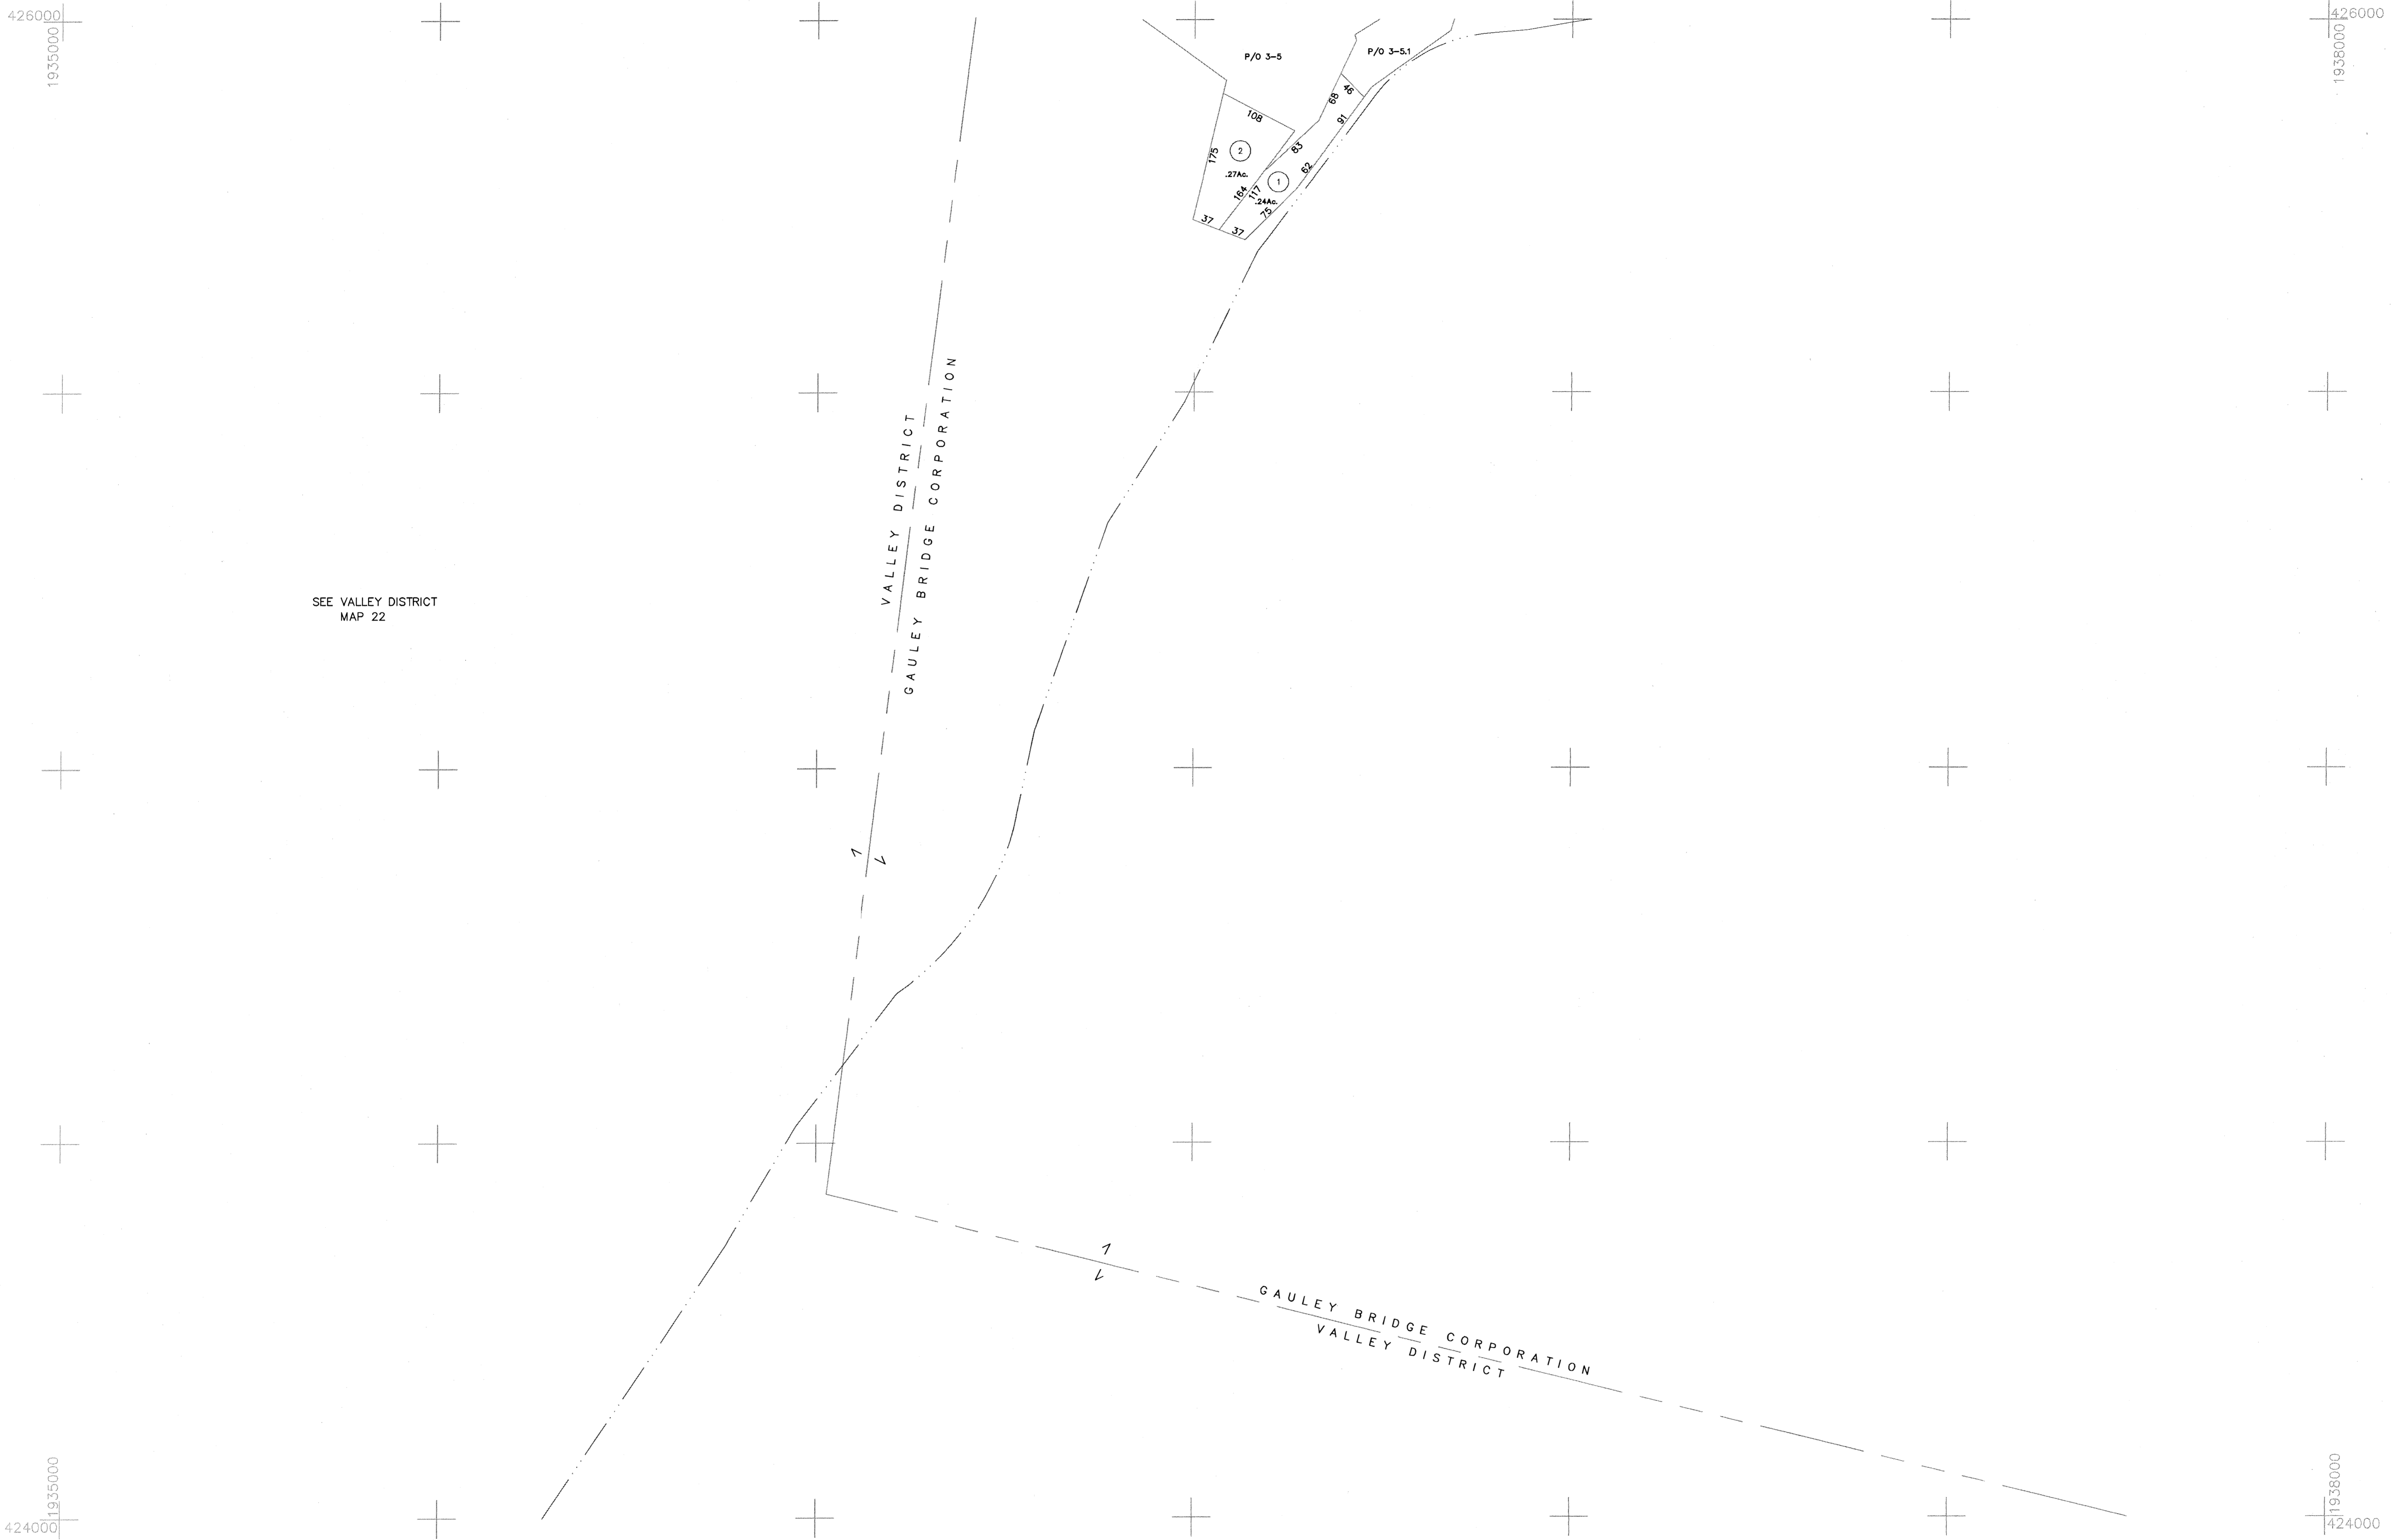 426000
426000
1935000
1938000
P/O 3-5
P/O 3-5.1
46
68
91
108
83
175
2
62
.27Ac.
1
164
117
.24Ac.
75
37
37
VALLEY DISTRICT
GAULEY BRIDGE CORPORATION
SEE VALLEY DISTRICT
MAP 22
GAULEY BRIDGE CORPORATION
VALLEY DISTRICT
1935000
1938000
424000
424000